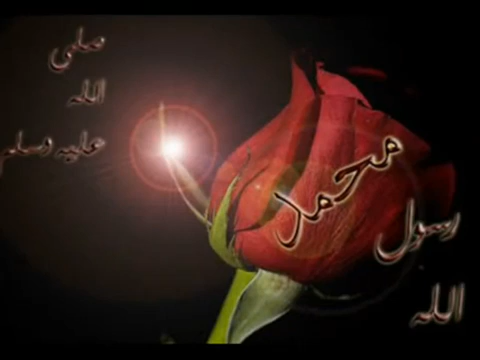 محمد
رسول
الله
صلى
الله
عليه وسلم